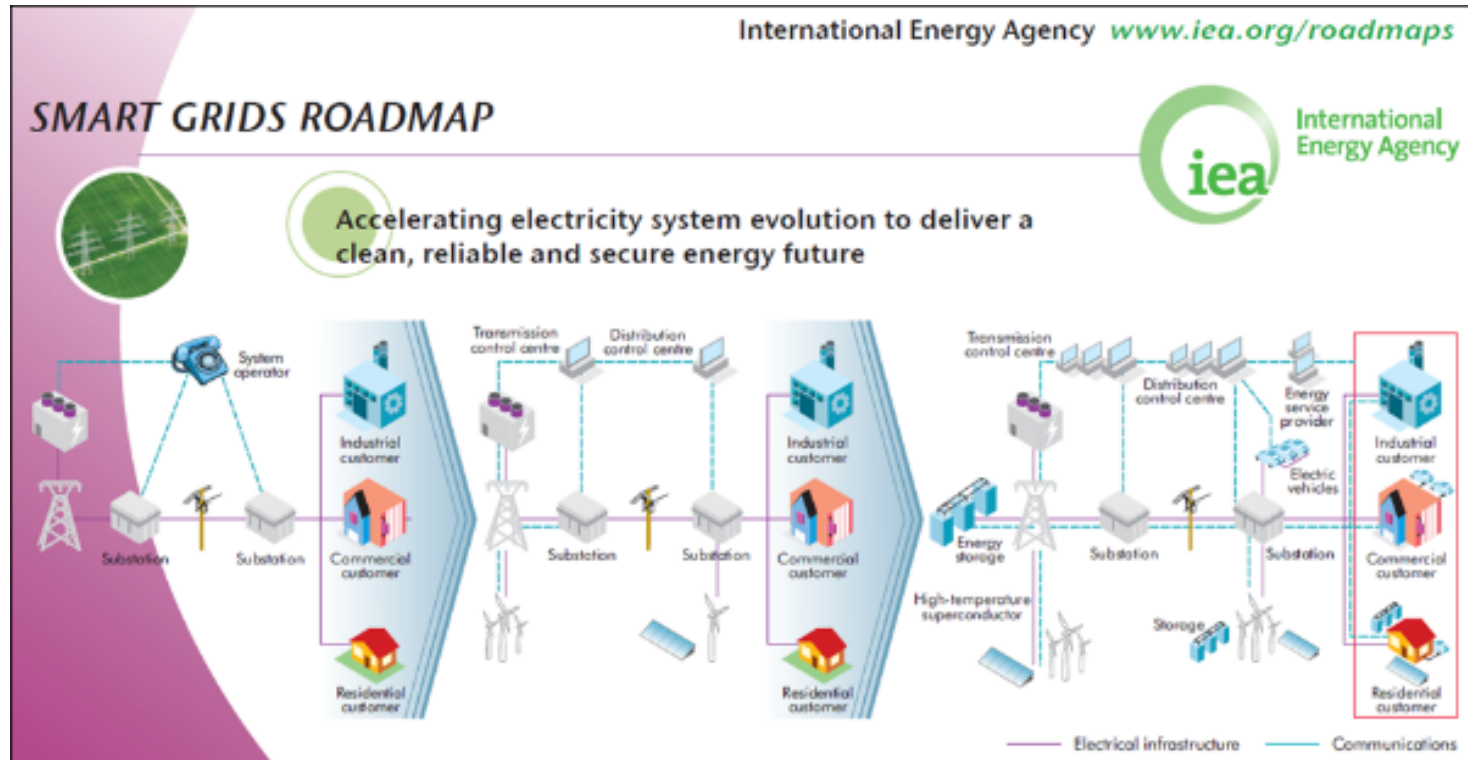 International Energy Agency www.iea.org/roadmaps
SMART GRIDS ROADMAP
iea
International
Energy Agency
Accelerating electricity system evolution to deliver a
clean, reliable and secure energy future
System
operator
Substation
Substation
Industrial
customer
Commercial
customer
Residential
customer
Transmission
control centre
Distribution
control centre
Substation
Substation
Industrial
customer
Commercial
customer
Residential
customer
Transmission
control centre
Distribution
control centre
Energy
service
provider
Electric
vehicles
Energy
storage
Substation
Substation
High-temperature
superconductor
Storage
Industrial
customer
Commercial
customer
Residential
customer
Electrical infrastructure
Communications